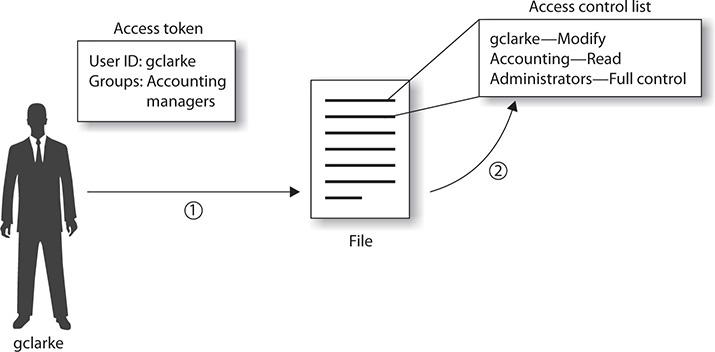 Access token
User ID: gclarke
Groups: Accounting
managers
Access control list
gclarke—Modify
Accounting—Read
Administrators—Full control
①
②
File
gclarke